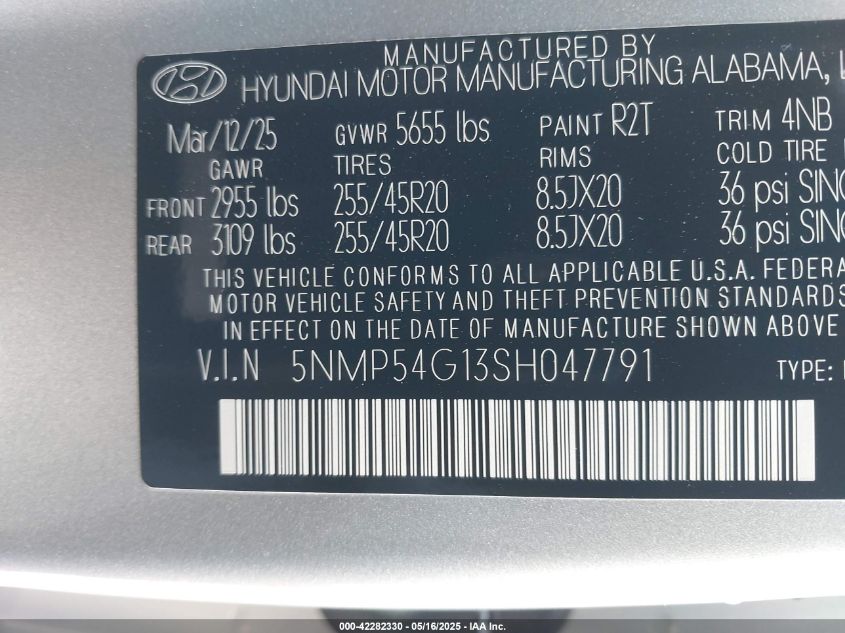 MANUFACTURED BY
HYUNDAI MOTOR MANUFACTURING ALABAMA,
Mar/12/25 GVWR 5655 lbs PAINT R2T TRIM 4NB
GAWR TIRES RIMS COLD TIRE
FRONT 2955 lbs 255/45R20 8.5JX20 36 psi SING
REAR 3109 lbs 255/45R20 8.5JX20 36 psi SING
THIS VEHICLE CONFORMS TO ALL APPLICABLE U.S.A. FEDERA
MOTOR VEHICLE SAFETY AND THEFT PREVENTION STANDARDS
IN EFFECT ON THE DATE OF MANUFACTURE SHOWN ABOVE
V.I.N 5NMP54G13SH047791 TYPE:
000-42282330 - 05/16/2025 - IAA Inc.